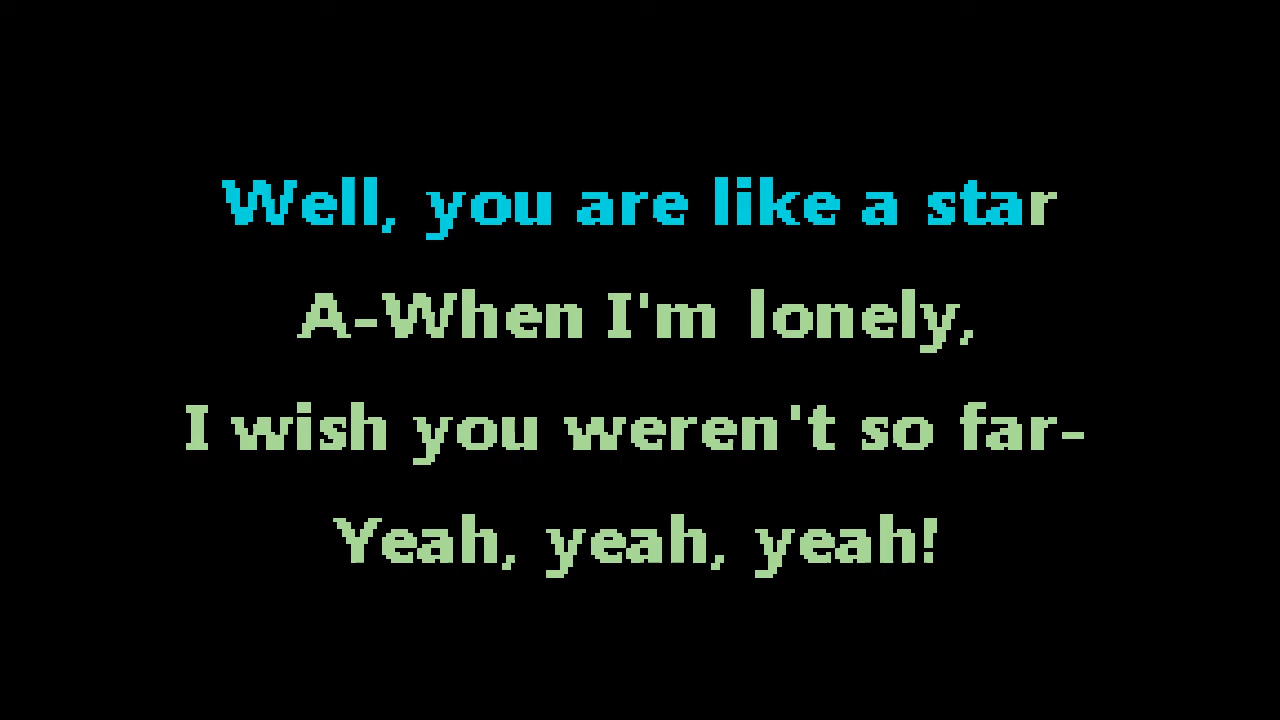 Well, you are like a star
A-When I'm lonely,
I wish you weren't so far-
Yeah, yeah, yeah!